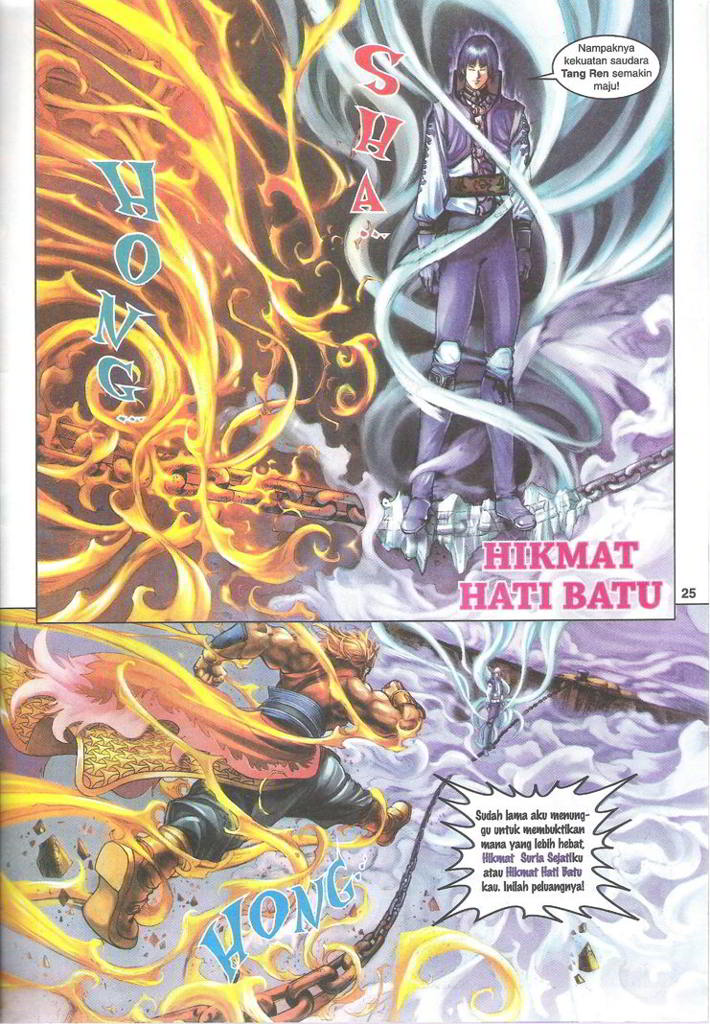 Nampaknya
kekuatan saudara
Tang Ren semakin
maju!
SHA...
HONG...
HIKMAT
HATI BATU
25
Sudah lama aku menung-
gu untuk membuktikan
mana yang lebih hebat,
Hikmat Suria Sejatiku
atau Hikmat Hati Batu
kau. Inilah peluangnya!
HONG...